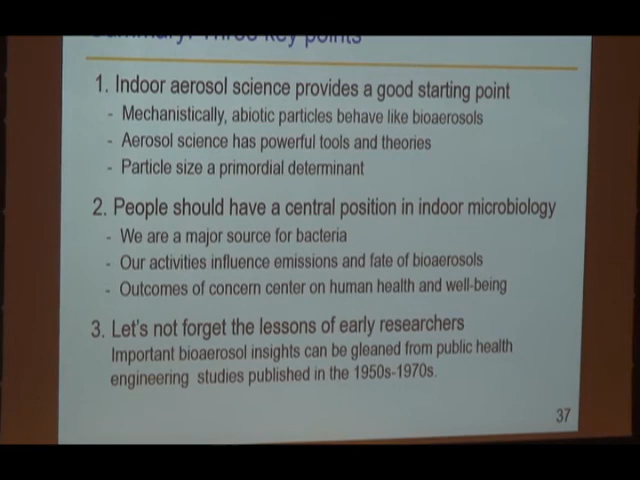 Summary: Three key points
1. Indoor aerosol science provides a good starting point
- Mechanistically, abiotic particles behave like bioaerosols
- Aerosol science has powerful tools and theories
- Particle size a primordial determinant
2. People should have a central position in indoor microbiology
- We are a major source for bacteria
- Our activities influence emissions and fate of bioaerosols
- Outcomes of concern center on human health and well-being
3. Let's not forget the lessons of early researchers
Important bioaerosol insights can be gleaned from public health
engineering studies published in the 1950s-1970s.
37